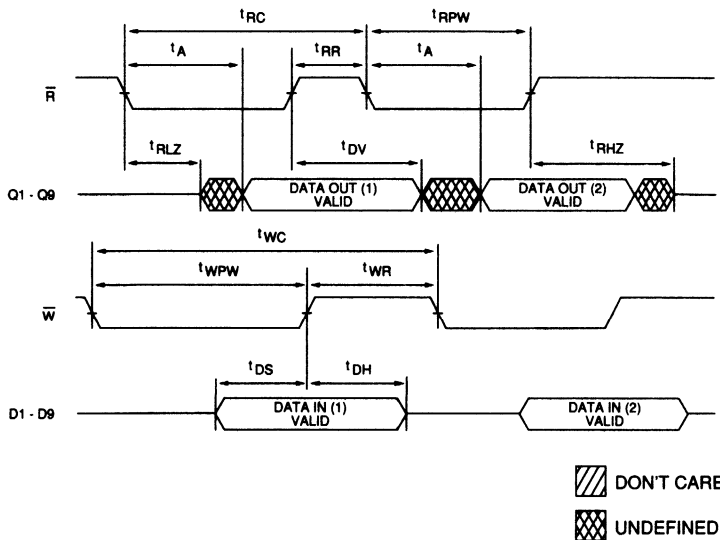 tRC tRPW
tA tRR tA
R
tRLZ tDV tRHZ
Q1 - Q9
DATA OUT (1)
VALID
DATA OUT (2)
VALID
tWC
tWPW tWR
W
tDS tDH
D1 - D9
DATA IN (1)
VALID
DATA IN (2)
VALID
DON'T CARE
UNDEFINED